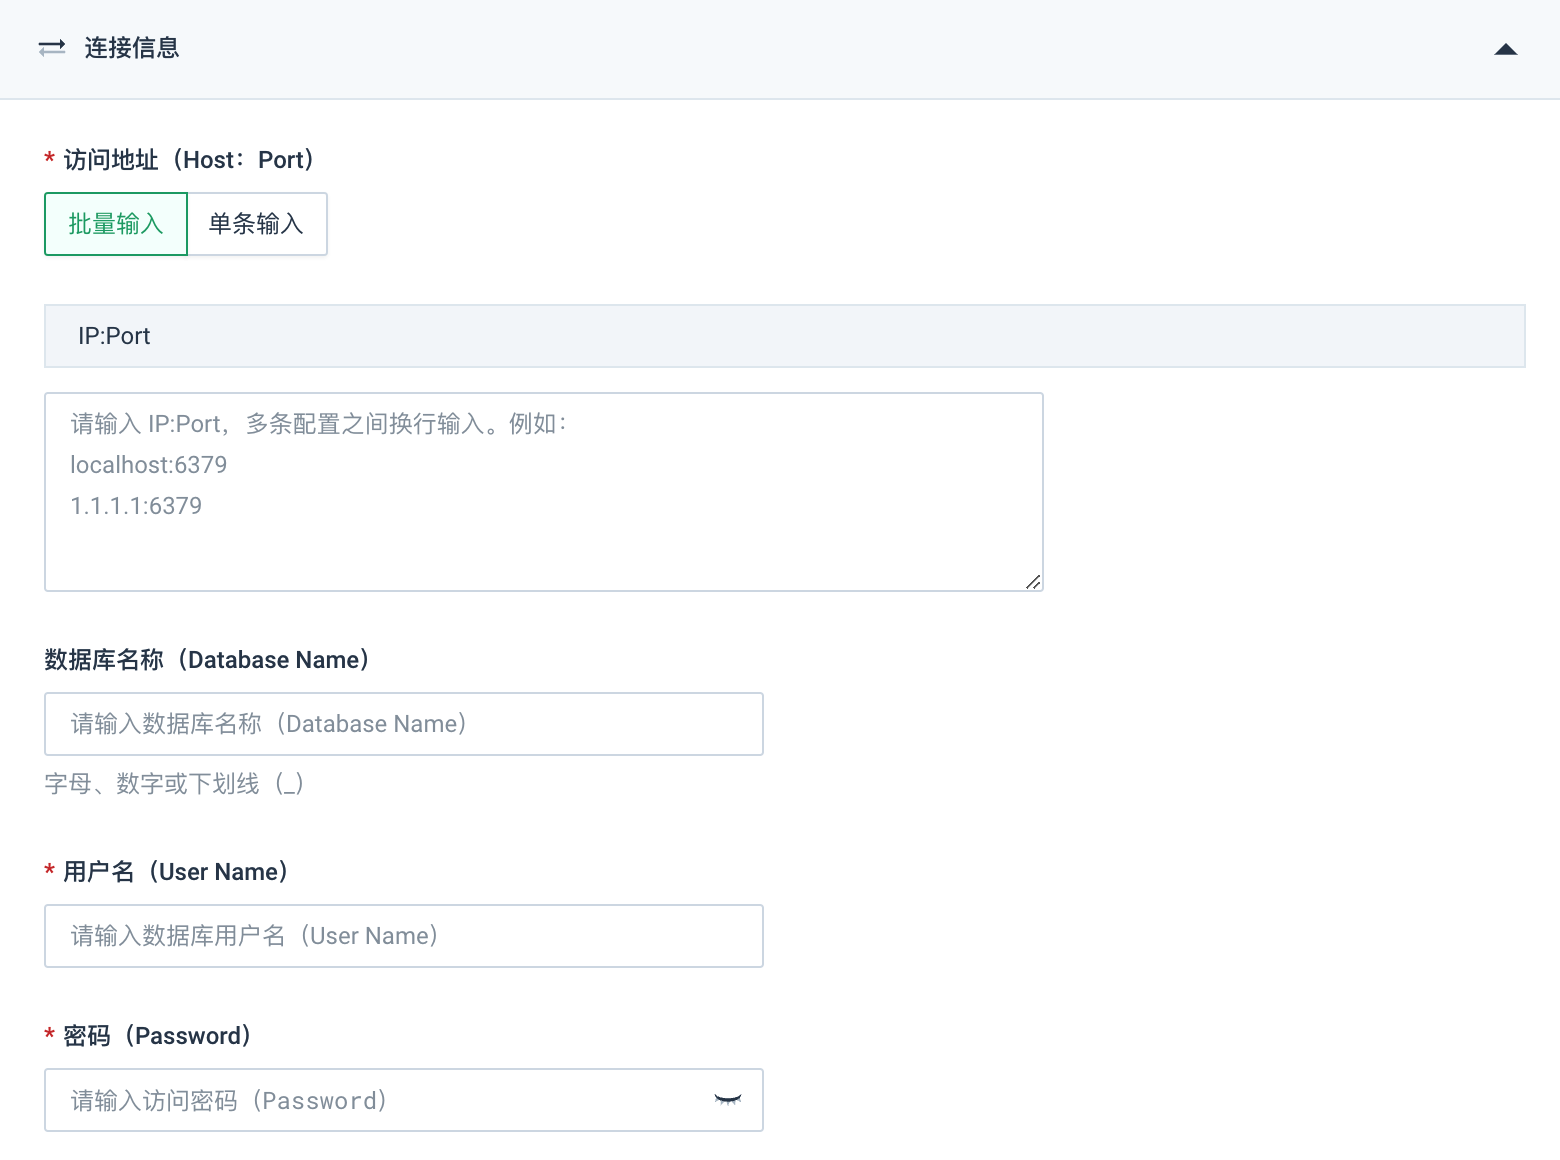 连接信息
* 访问地址（Host：Port）
批量输入 单条输入
IP:Port
请输入 IP:Port，多条配置之间换行输入。例如：
localhost:6379
1.1.1.1:6379
数据库名称（Database Name）
请输入数据库名称（Database Name）
字母、数字或下划线（_）
* 用户名（User Name）
请输入数据库用户名（User Name）
* 密码（Password）
请输入访问密码（Password）